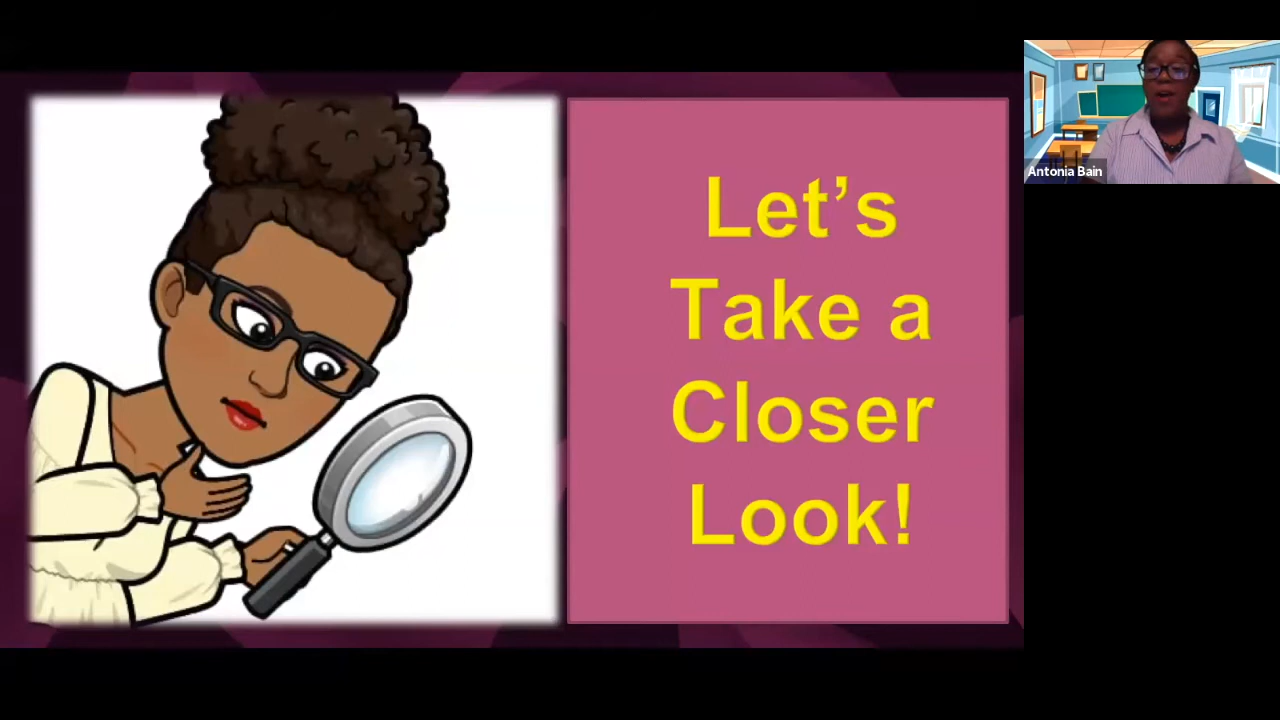 Let’s
Take a
Closer
Look!
Antonia Bain